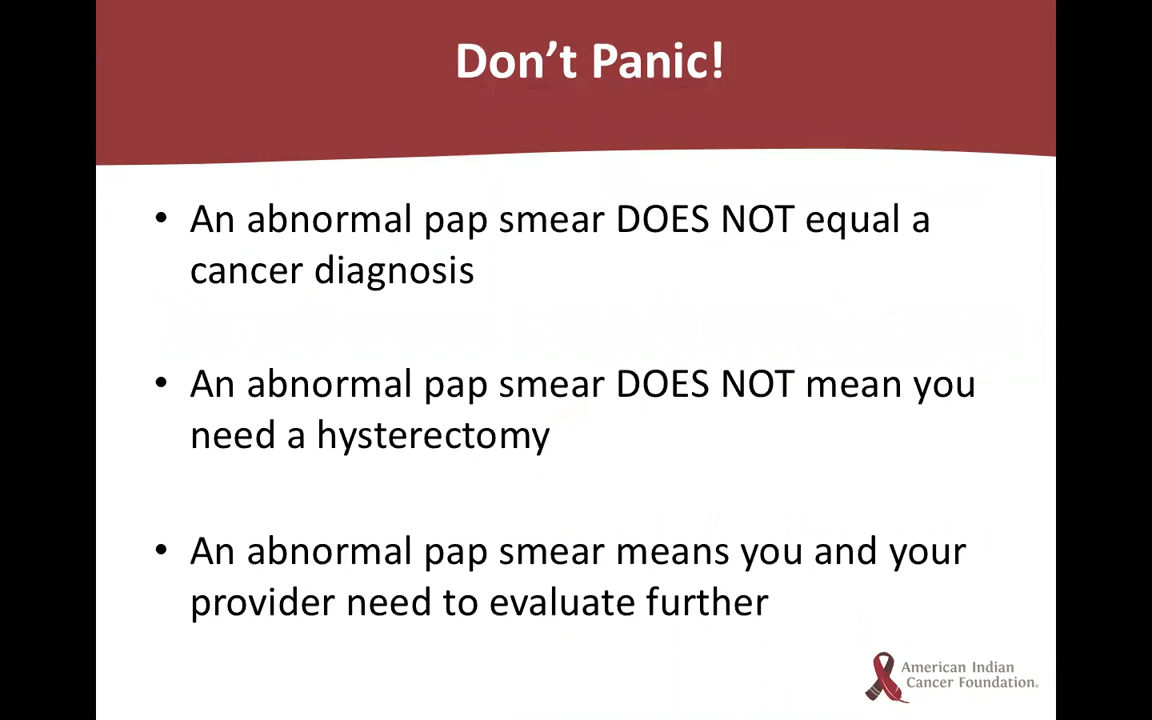 Don’t Panic!
• An abnormal pap smear DOES NOT equal a
cancer diagnosis
• An abnormal pap smear DOES NOT mean you
need a hysterectomy
• An abnormal pap smear means you and your
provider need to evaluate further
American Indian
Cancer Foundation®